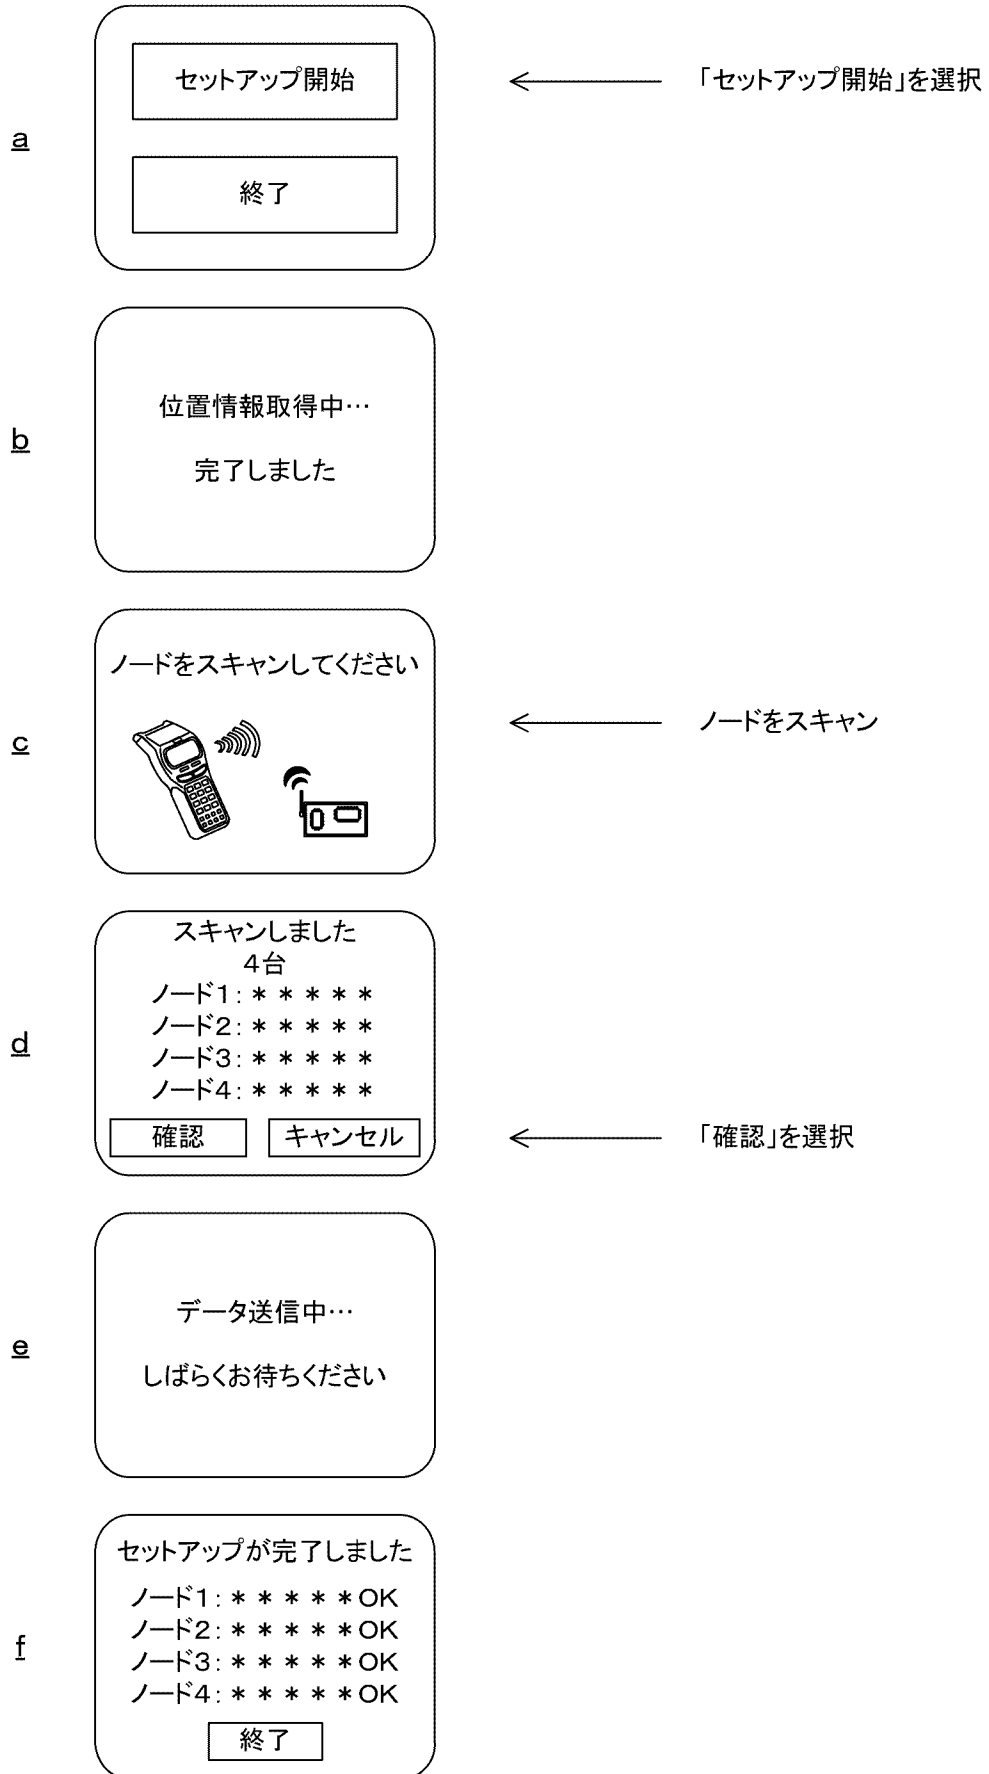 a
セットアップ開始
「セットアップ開始」を選択
終了
b
位置情報取得中…
完了しました
c
ノードをスキャンしてください
ノードをスキャン
d
スキャンしました
4台
ノード1:＊＊＊＊＊
ノード2:＊＊＊＊＊
ノード3:＊＊＊＊＊
ノード4:＊＊＊＊＊
確認 キャンセル
「確認」を選択
e
データ送信中…
しばらくお待ちください
f
セットアップが完了しました
ノード1:＊＊＊＊＊OK
ノード2:＊＊＊＊＊OK
ノード3:＊＊＊＊＊OK
ノード4:＊＊＊＊＊OK
終了